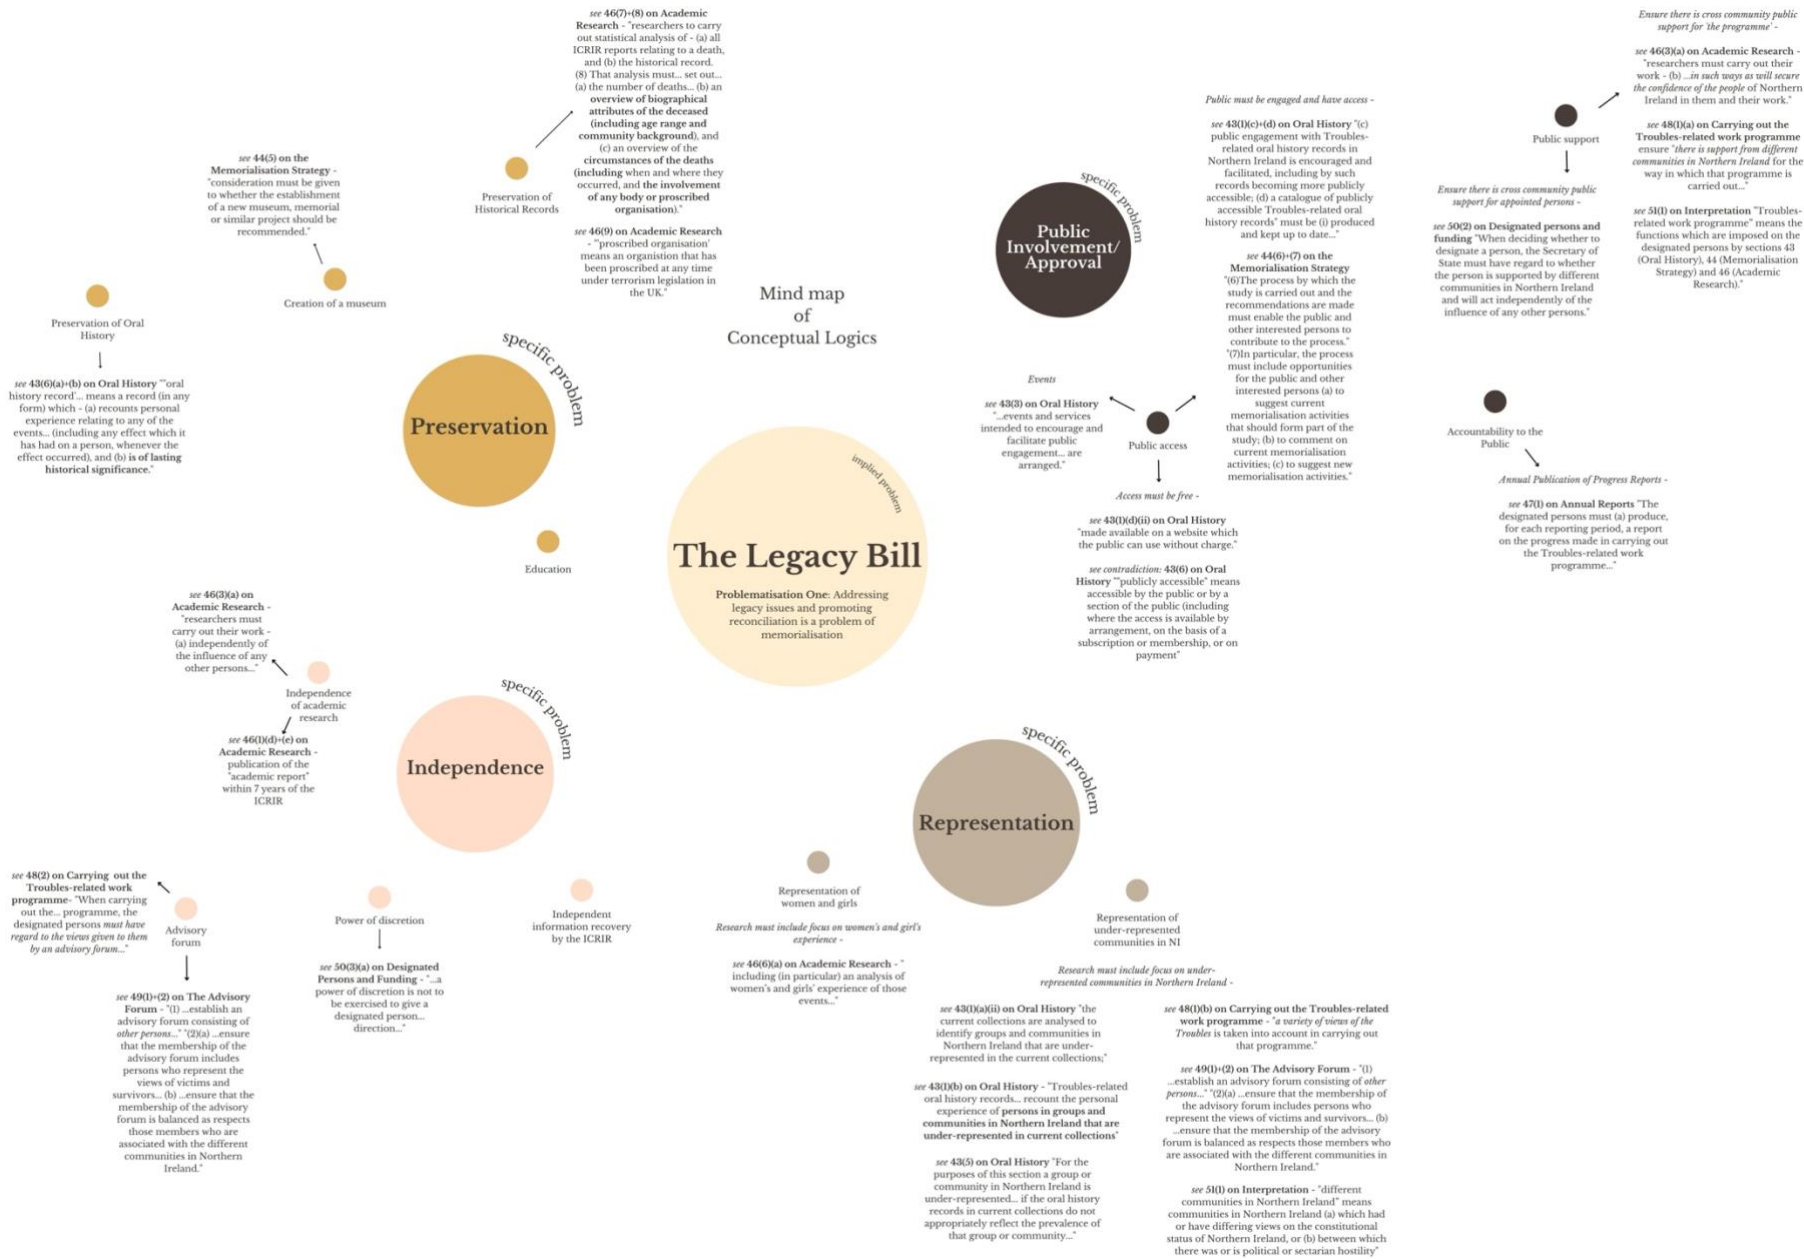 Mind map
of
Conceptual Logics
The Legacy Bill
implied problem
Problematisation One: Addressing
legacy issues and promoting
reconciliation is a problem of
memorialisation
Preservation
specific problem
Preservation of Oral
History
see 43(6)(a)+(b) on Oral History "'oral
history record'... means a record (in any
form) which - (a) recounts personal
experience relating to any of the
events... (including any effect which it
has had on a person, whenever the
effect occurred), and (b) is of lasting
historical significance."
see 44(5) on the
Memorialisation Strategy -
"consideration must be given
to whether the establishment
of a new museum, memorial
or similar project should be
recommended."
Creation of a museum
Preservation of
Historical Records
see 46(7)+(8) on Academic
Research - "researchers to carry
out statistical analysis of - (a) all
ICRIR reports relating to a death,
and (b) the historical record.
(8) That analysis must... set out...
(a) the number of deaths... (b) an
overview of biographical
attributes of the deceased
(including age range and
community background), and
(c) an overview of the
circumstances of the deaths
(including when and where they
occurred, and the involvement
of any body or proscribed
organisation)."
see 46(9) on Academic Research
- "'proscribed organisation'
means an organistion that has
been proscribed at any time
under terrorism legislation in
the UK."
Education
Public
Involvement/
Approval
specific problem
Public must be engaged and have access -
see 43(1)(c)+(d) on Oral History "(c)
public engagement with Troubles-
related oral history records in
Northern Ireland is encouraged and
facilitated, including by such
records becoming more publicly
accessible; (d) a catalogue of publicly
accessible Troubles-related oral
history records" must be (i) produced
and kept up to date..."
see 44(6)+(7) on the
Memorialisation Strategy
"(6)The process by which the
study is carried out and the
recommendations are made
must enable the public and
other interested persons to
contribute to the process."
"(7)In particular, the process
must include opportunities
for the public and other
interested persons (a) to
suggest current
memorialisation activities
that should form part of the
study; (b) to comment on
current memorialisation
activities; (c) to suggest new
memorialisation activities."
Events
see 43(3) on Oral History
"...events and services
intended to encourage and
facilitate public
engagement... are
arranged."
Public access
Access must be free -
see 43(1)(d)(ii) on Oral History
"made available on a website which
the public can use without charge."
see contradiction: 43(6) on Oral
History "'publicly accessible" means
accessible by the public or by a
section of the public (including
where the access is available by
arrangement, on the basis of a
subscription or membership, or on
payment"
Public support
Ensure there is cross community public
support for 'the programme' -
see 46(3)(a) on Academic Research -
"researchers must carry out their
work - (b) ...in such ways as will secure
the confidence of the people of Northern
Ireland in them and their work."
see 48(1)(a) on Carrying out the
Troubles-related work programme
ensure "there is support from different
communities in Northern Ireland for the
way in which that programme is
carried out..."
see 51(1) on Interpretation "Troubles-
related work programme" means the
functions which are imposed on the
designated persons by sections 43
(Oral History), 44 (Memorialisation
Strategy) and 46 (Academic
Research)."
Ensure there is cross community public
support for appointed persons -
see 50(2) on Designated persons and
funding "When deciding whether to
designate a person, the Secretary of
State must have regard to whether
the person is supported by different
communities in Northern Ireland
and will act independently of the
influence of any other persons."
Accountability to the
Public
Annual Publication of Progress Reports -
see 47(1) on Annual Reports "The
designated persons must (a) produce,
for each reporting period, a report
on the progress made in carrying out
the Troubles-related work
programme..."
Independence
specific problem
see 46(3)(a) on
Academic Research -
"researchers must
carry out their work -
(a) independently of
the influence of any
other persons..."
Independence
of academic
research
see 46(1)(d)+(e) on
Academic Research -
publication of the
"academic report"
within 7 years of the
ICRIR
see 48(2) on Carrying out the
Troubles-related work
programme- "When carrying
out the... programme, the
designated persons must have
regard to the views given to them
by an advisory forum..."
Advisory
forum
see 49(1)+(2) on The Advisory
Forum - "(1) ...establish an
advisory forum consisting of
other persons..." "(2)(a) ...ensure
that the membership of the
advisory forum includes
persons who represent the
views of victims and
survivors... (b) ...ensure that the
membership of the advisory
forum is balanced as respects
those members who are
associated with the different
communities in Northern
Ireland."
Power of discretion
see 50(3)(a) on Designated
Persons and Funding - "...a
power of discretion is not to
be exercised to give a
designated person...
direction..."
Independent
information recovery
by the ICRIR
Representation
specific problem
Representation of
women and girls
Research must include focus on women's and girl's
experience -
see 46(6)(a) on Academic Research - "
including (in particular) an analysis of
women's and girls' experience of those
events..."
Representation of
under-represented
communities in NI
Research must include focus on under-
represented communities in Northern Ireland -
see 43(1)(a)(ii) on Oral History "the
current collections are analysed to
identify groups and communities in
Northern Ireland that are under-
represented in the current collections;"
see 43(1)(b) on Oral History - "Troubles-related
oral history records... recount the personal
experience of persons in groups and
communities in Northern Ireland that are
under-represented in current collections"
see 43(5) on Oral History "For the
purposes of this section a group or
community in Northern Ireland is
under-represented... if the oral history
records in current collections do not
appropriately reflect the prevalence of
that group or community..."
see 48(1)(b) on Carrying out the Troubles-related
work programme - "a variety of views of the
Troubles is taken into account in carrying out
that programme."
see 49(1)+(2) on The Advisory Forum - "(1)
...establish an advisory forum consisting of other
persons..." "(2)(a) ...ensure that the membership of
the advisory forum includes persons who
represent the views of victims and survivors... (b)
...ensure that the membership of the advisory
forum is balanced as respects those members who
are associated with the different communities in
Northern Ireland."
see 51(1) on Interpretation - "different
communities in Northern Ireland" means
communities in Northern Ireland (a) which had
or have differing views on the constitutional
status of Northern Ireland, or (b) between which
there was or is political or sectarian hostility"